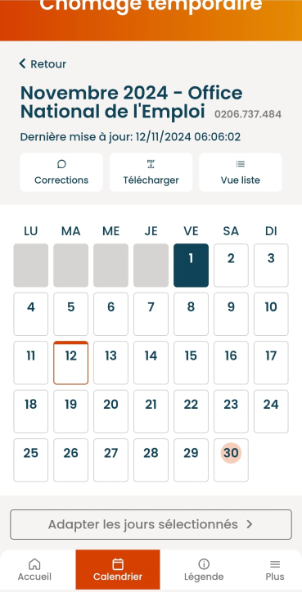 Chômage temporaire
Retour
Novembre 2024 - Office
National de l'Emploi 0206.737.484
Dernière mise à jour: 12/11/2024 06:06:02
Corrections Télécharger Vue liste
LU MA ME JE VE SA DI
1 2 3
4 5 6 7 8 9 10
11 12 13 14 15 16 17
18 19 20 21 22 23 24
25 26 27 28 29 30
Adapter les jours sélectionnés
Accueil Calendrier Légende Plus